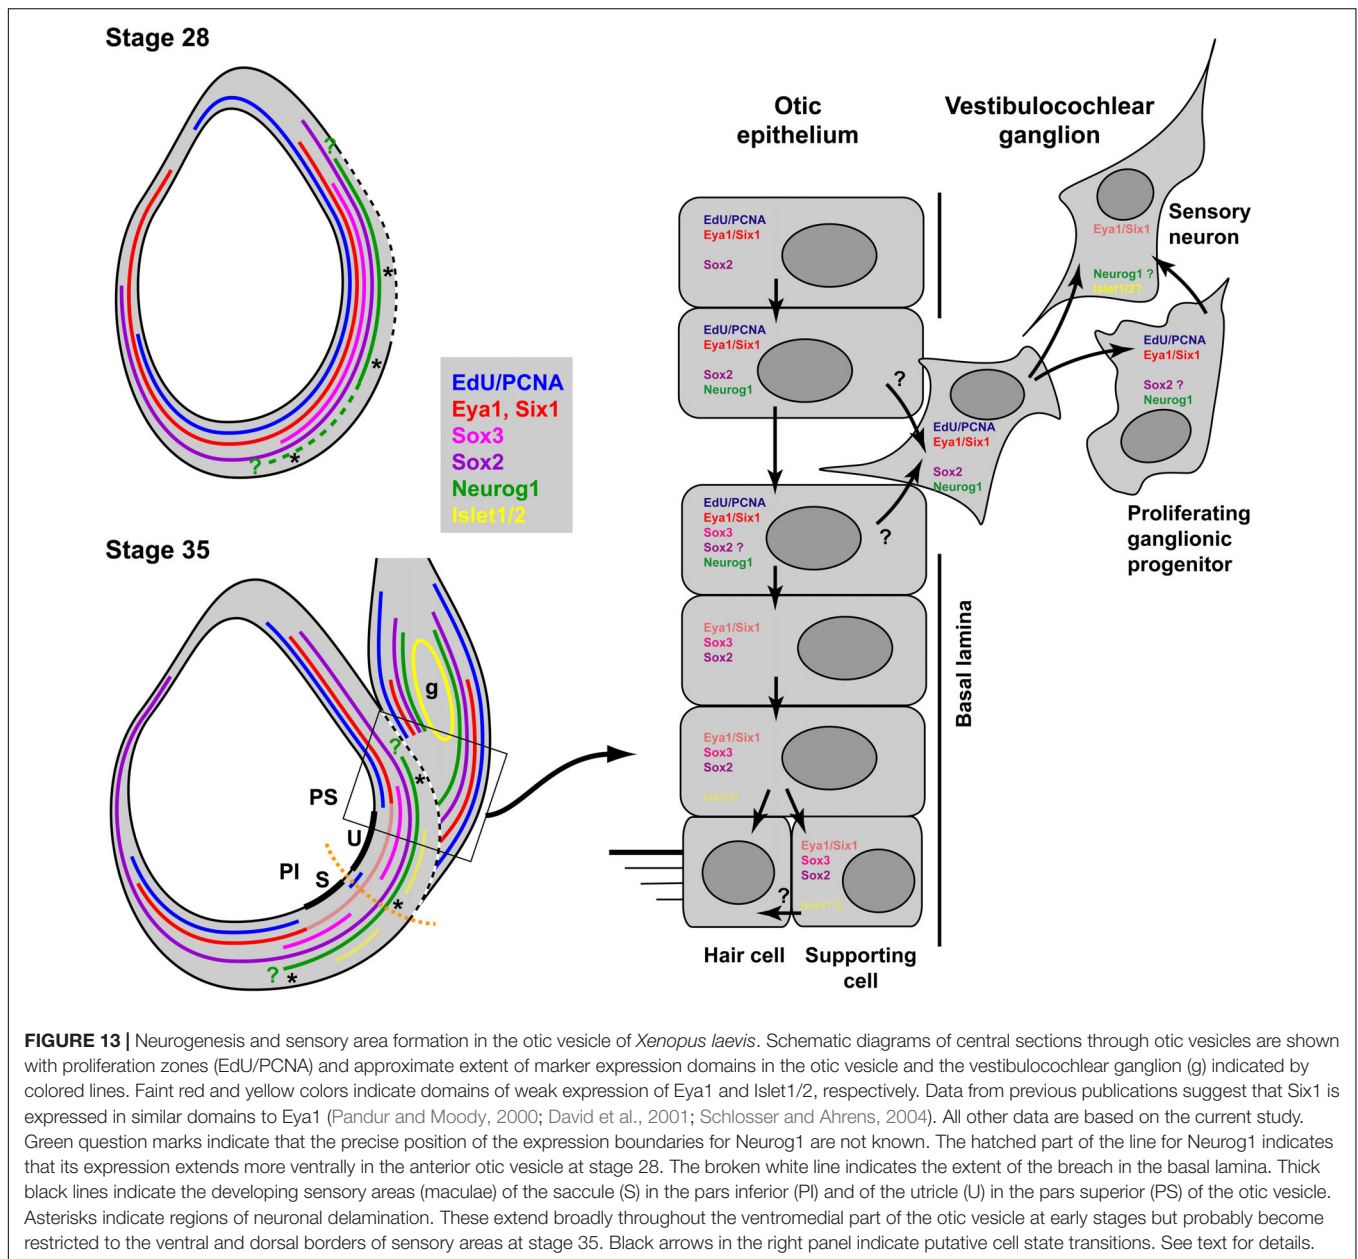 Stage 28
?
*
*
*
?
EdU/PCNA
Eya1, Six1
Sox3
Sox2
Neurog1
Islet1/2
Stage 35
g
?
*
PS
U
PI
S
*
?
*
Otic
epithelium
Vestibulocochlear
ganglion
EdU/PCNA
Eya1/Six1
Sox2
EdU/PCNA
Eya1/Six1
Sox2
Neurog1
?
EdU/PCNA
Eya1/Six1
Sox3
Sox2 ?
Neurog1
?
Eya1/Six1
Sox3
Sox2
Eya1/Six1
Sox3
Sox2
Islet1/
Eya1/Six1
Sox3
Sox2
Islet1/2
?
Hair cell
Supporting
cell
Basal lamina
EdU/PCNA
Eya1/Six1
Sox2
Neurog1
Eya1/Six1
Neurog1 ?
Islet1/2?
Sensory
neuron
EdU/PCNA
Eya1/Six1
Sox2 ?
Neurog1
Proliferating
ganglionic
progenitor
FIGURE 13 | Neurogenesis and sensory area formation in the otic vesicle of Xenopus laevis. Schematic diagrams of central sections through otic vesicles are shown
with proliferation zones (EdU/PCNA) and approximate extent of marker expression domains in the otic vesicle and the vestibulocochlear ganglion (g) indicated by
colored lines. Faint red and yellow colors indicate domains of weak expression of Eya1 and Islet1/2, respectively. Data from previous publications suggest that Six1 is
expressed in similar domains to Eya1 (Pandur and Moody, 2000; David et al., 2001; Schlosser and Ahrens, 2004). All other data are based on the current study.
Green question marks indicate that the precise position of the expression boundaries for Neurog1 are not known. The hatched part of the line for Neurog1 indicates
that its expression extends more ventrally in the anterior otic vesicle at stage 28. The broken white line indicates the extent of the breach in the basal lamina. Thick
black lines indicate the developing sensory areas (maculae) of the saccule (S) in the pars inferior (PI) and of the utricle (U) in the pars superior (PS) of the otic vesicle.
Asterisks indicate regions of neuronal delamination. These extend broadly throughout the ventromedial part of the otic vesicle at early stages but probably become
restricted to the ventral and dorsal borders of sensory areas at stage 35. Black arrows in the right panel indicate putative cell state transitions. See text for details.